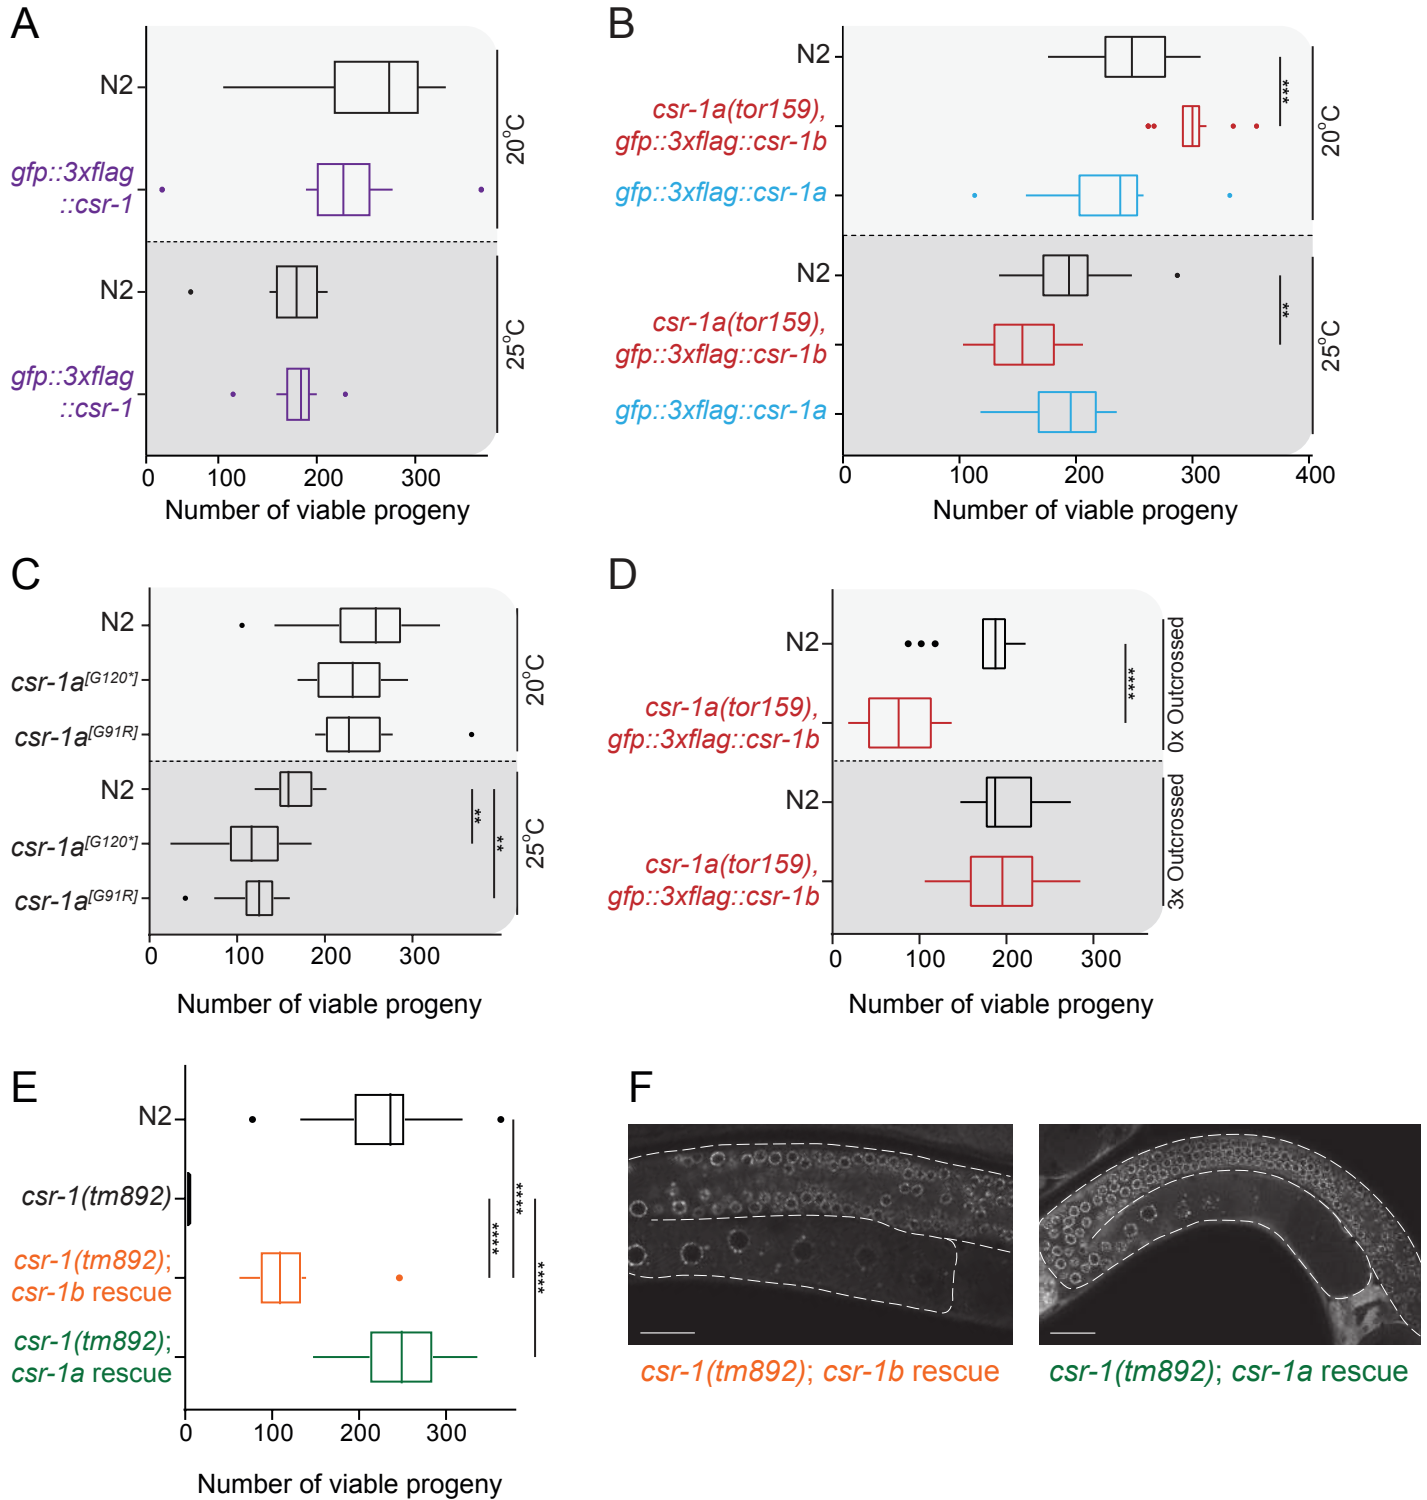 A
N2
gfp::3xflag
::csr-1
20°C
N2
gfp::3xflag
::csr-1
25°C
0 100 200 300
Number of viable progeny
B
N2
csr-1a(tor159),
gfp::3xflag::csr-1b
gfp::3xflag::csr-1a
***
20°C
N2
csr-1a(tor159),
gfp::3xflag::csr-1b
gfp::3xflag::csr-1a
**
25°C
0 100 200 300 400
Number of viable progeny
C
N2
csr-1a[G120*]
csr-1a[G91R]
20°C
N2
csr-1a[G120*]
csr-1a[G91R]
**
**
25°C
0 100 200 300
Number of viable progeny
D
N2
csr-1a(tor159),
gfp::3xflag::csr-1b
****
0x Outcrossed
N2
csr-1a(tor159),
gfp::3xflag::csr-1b
3x Outcrossed
0 100 200 300
Number of viable progeny
E
N2
csr-1(tm892)
csr-1(tm892);
csr-1b rescue
csr-1(tm892);
csr-1a rescue
****
****
****
0 100 200 300
Number of viable progeny
F
csr-1(tm892); csr-1b rescue
csr-1(tm892); csr-1a rescue